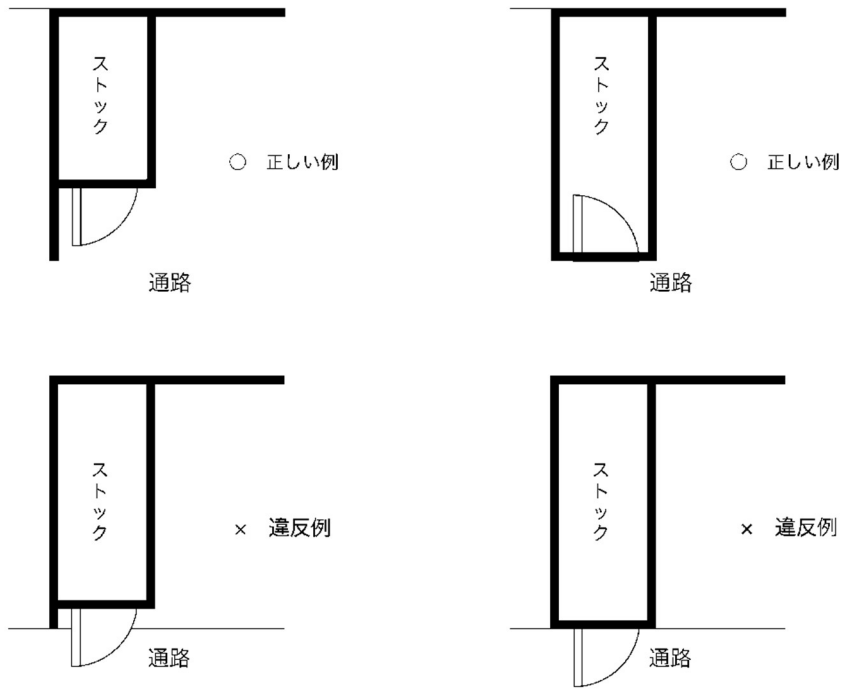 ストック
○ 正しい例
通路
ストック
○ 正しい例
通路
ストック
× 違反例
通路
ストック
× 違反例
通路